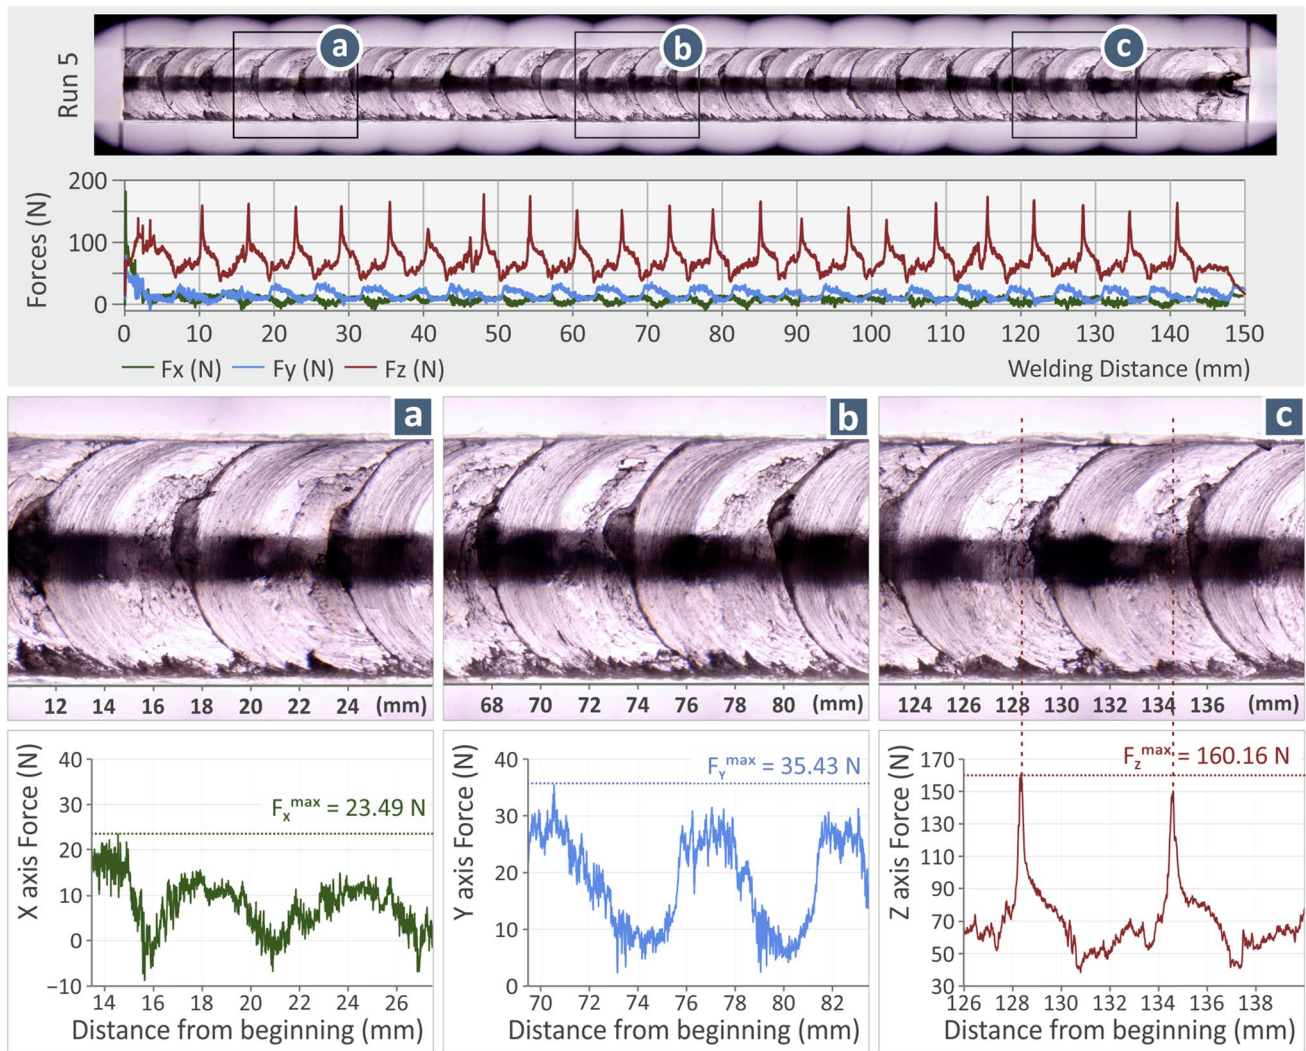 Run 5
a
b
c
Forces (N)
200
100
0
0 10 20 30 40 50 60 70 80 90 100 110 120 130 140 150
Fx (N) Fy (N) Fz (N)
Welding Distance (mm)
a
12 14 16 18 20 22 24 (mm)
b
68 70 72 74 76 78 80 (mm)
c
124 126 128 130 132 134 136 (mm)
X axis Force (N)
40
30
20
10
0
−10
Fxmax = 23.49 N
14 16 18 20 22 24 26
Distance from beginning (mm)
Y axis Force (N)
40
30
20
10
0
FYmax = 35.43 N
70 72 74 76 78 80 82
Distance from beginning (mm)
Z axis Force (N)
170
150
130
110
90
70
50
30
Fzmax = 160.16 N
126 128 130 132 134 136 138
Distance from beginning (mm)